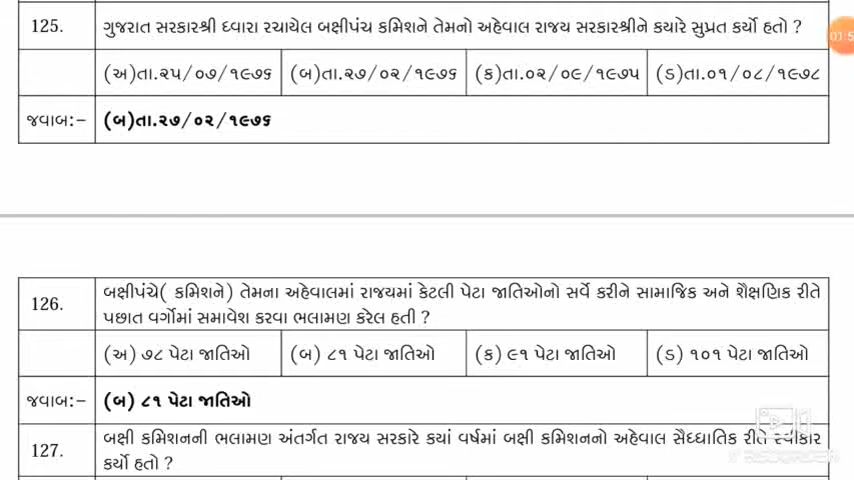 125. ગુજરાત સરકારશ્રી ધ્વારા રચાયેલ બક્ષીપંચ કમિશને તેમનો અહેવાલ રાજય સરકારશ્રીને કયારે સુપ્રત કર્યો હતો ?
(અ)તા.૨૫/૦૭/૧૯૭૬ (બ)તા.૨૭/૦૨/૧૯૭૬ (ક)તા.૦૨/૦૯/૧૯૭૫ (ડ)તા.૦૧/૦૮/૧૯૭૮
જવાબ:- (બ)તા.૨૭/૦૨/૧૯૭૬
126. બક્ષીપંચે( કમિશને) તેમના અહેવાલમાં રાજયમાં કેટલી પેટા જાતિઓનો સર્વે કરીને સામાજિક અને શૈક્ષણિક રીતે
પછાત વર્ગોમાં સમાવેશ કરવા ભલામણ કરેલ હતી ?
(અ) ૭૮ પેટા જાતિઓ (બ) ૮૧ પેટા જાતિઓ (ક) ૯૧ પેટા જાતિઓ (ડ) ૧૦૧ પેટા જાતિઓ
જવાબ:- (બ) ૮૧ પેટા જાતિઓ
127. બક્ષી કમિશનની ભલામણ અંતર્ગત રાજય સરકારે કયાં વર્ષમાં બક્ષી કમિશનનો અહેવાલ સૈધ્ધાતિક રીતે સ્વીકાર
કર્યો હતો ?